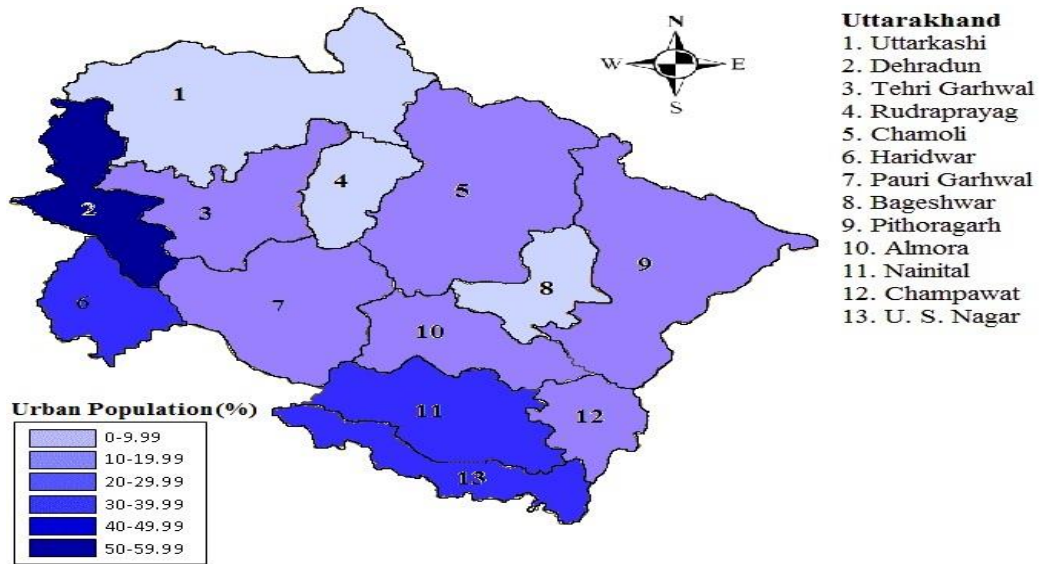 N
W E
S
Uttarakhand
1. Uttarkashi
2. Dehradun
3. Tehri Garhwal
4. Rudraprayag
5. Chamoli
6. Haridwar
7. Pauri Garhwal
8. Bageshwar
9. Pithoragarh
10. Almora
11. Nainital
12. Champawat
13. U. S. Nagar
1
2
3
4
5
6
7
8
9
10
11
12
13
Urban Population(%)
0-9.99
10-19.99
20-29.99
30-39.99
40-49.99
50-59.99